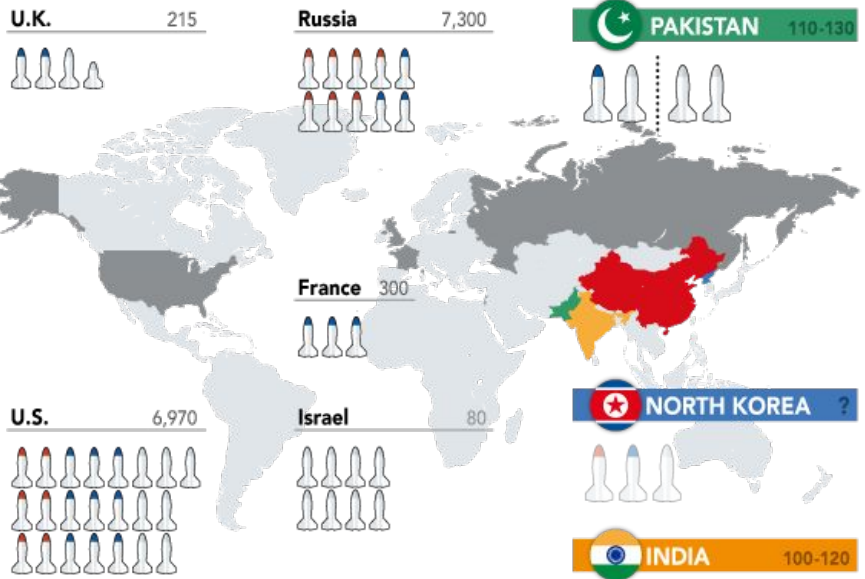 U.K. 215
Russia 7,300
PAKISTAN 110-130
France 300
U.S. 6,970
Israel 80
NORTH KOREA ?
INDIA 100-120